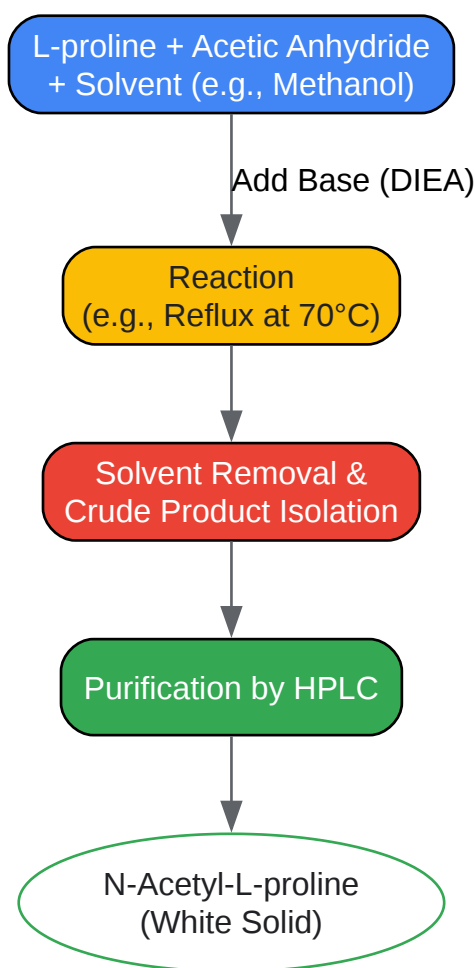 L-proline + Acetic Anhydride
+ Solvent (e.g., Methanol)
Add Base (DIEA)
Reaction
(e.g., Reflux at 70°C)
Solvent Removal &
Crude Product Isolation
Purification by HPLC
N-Acetyl-L-proline
(White Solid)